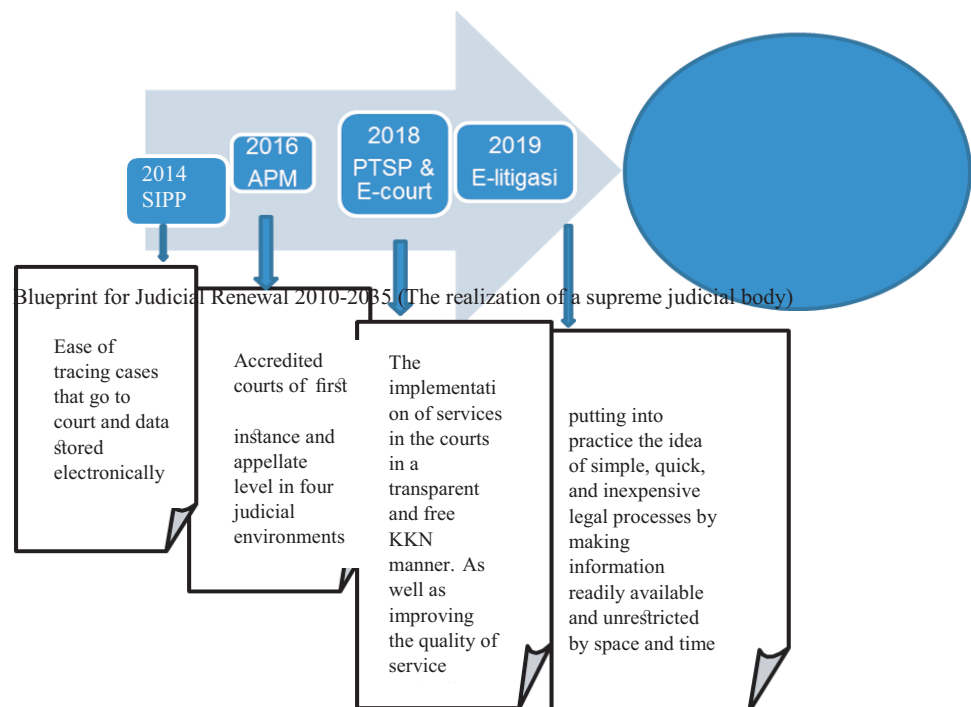 2014
SIPP
2016
APM
2018
PTSP &
E-court
2019
E-litigasi
Blueprint for Judicial Renewal 2010-2035 (The realization of a supreme judicial body)
Ease of
tracing cases
that go to
court and data
stored
electronically
Accredited
courts of first
instance and
appellate
level in four
judicial
environments
The
implementati
on of services
in the courts
in a
transparent
and free
KKN
manner. As
well as
improving
the quality of
service
putting into
practice the idea
of simple, quick,
and inexpensive
legal processes by
making
information
readily available
and unrestricted
by space and time